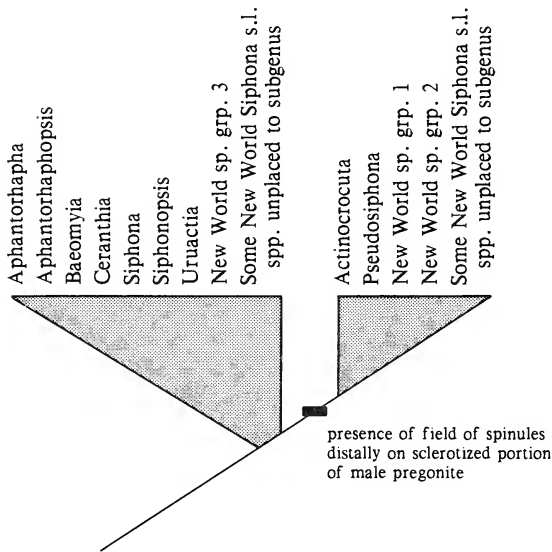 Aphantorhapha
Aphantorhaphopsis
Baeomyia
Ceranthia
Siphona
Siphonopsis
Uruactia
New World sp. grp. 3
Some New World Siphona s.l.
spp. unplaced to subgenus
Actinocrocuta
Pseudosiphona
New World sp. grp. 1
New World sp. grp. 2
Some New World Siphona s.l.
spp. unplaced to subgenus
presence of field of spinules
distally on sclerotized portion
of male pregonite